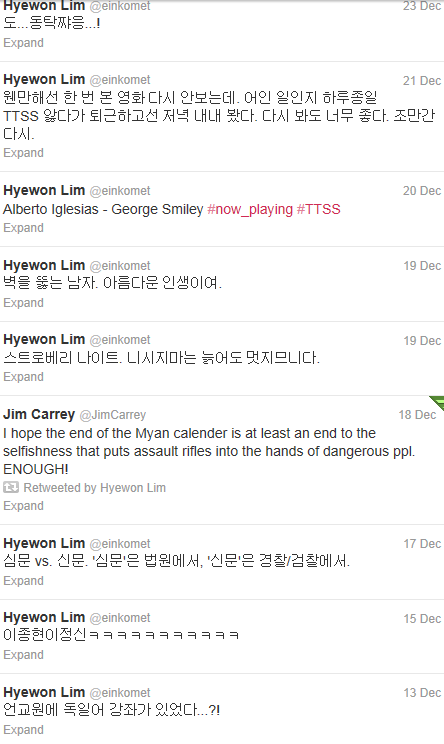 Hyewon Lim @einkomet 23 Dec
도...동탁쨔응...!
Expand
Hyewon Lim @einkomet 21 Dec
웬만해선 한 번 본 영화 다시 안보는데. 어인 일인지 하루종일
TTSS 앓다가 퇴근하고선 저녁 내내 봤다. 다시 봐도 너무 좋다. 조만간
다시.
Expand
Hyewon Lim @einkomet 20 Dec
Alberto Iglesias - George Smiley #now_playing #TTSS
Expand
Hyewon Lim @einkomet 19 Dec
벽을 뚫는 남자. 아름다운 인생이여.
Expand
Hyewon Lim @einkomet 19 Dec
스트로베리 나이트. 니시지마는 늙어도 멋지므니다.
Expand
Jim Carrey @JimCarrey 18 Dec
I hope the end of the Myan calender is at least an end to the
selfishness that puts assault rifles into the hands of dangerous ppl.
ENOUGH!
Retweeted by Hyewon Lim
Expand
Hyewon Lim @einkomet 17 Dec
심문 vs. 신문. '심문'은 법원에서, '신문'은 경찰/검찰에서.
Expand
Hyewon Lim @einkomet 15 Dec
이종현이정신ㅋㅋㅋㅋㅋㅋㅋㅋㅋㅋㅋ
Expand
Hyewon Lim @einkomet 13 Dec
언교원에 독일어 강좌가 있었다...?!
Expand